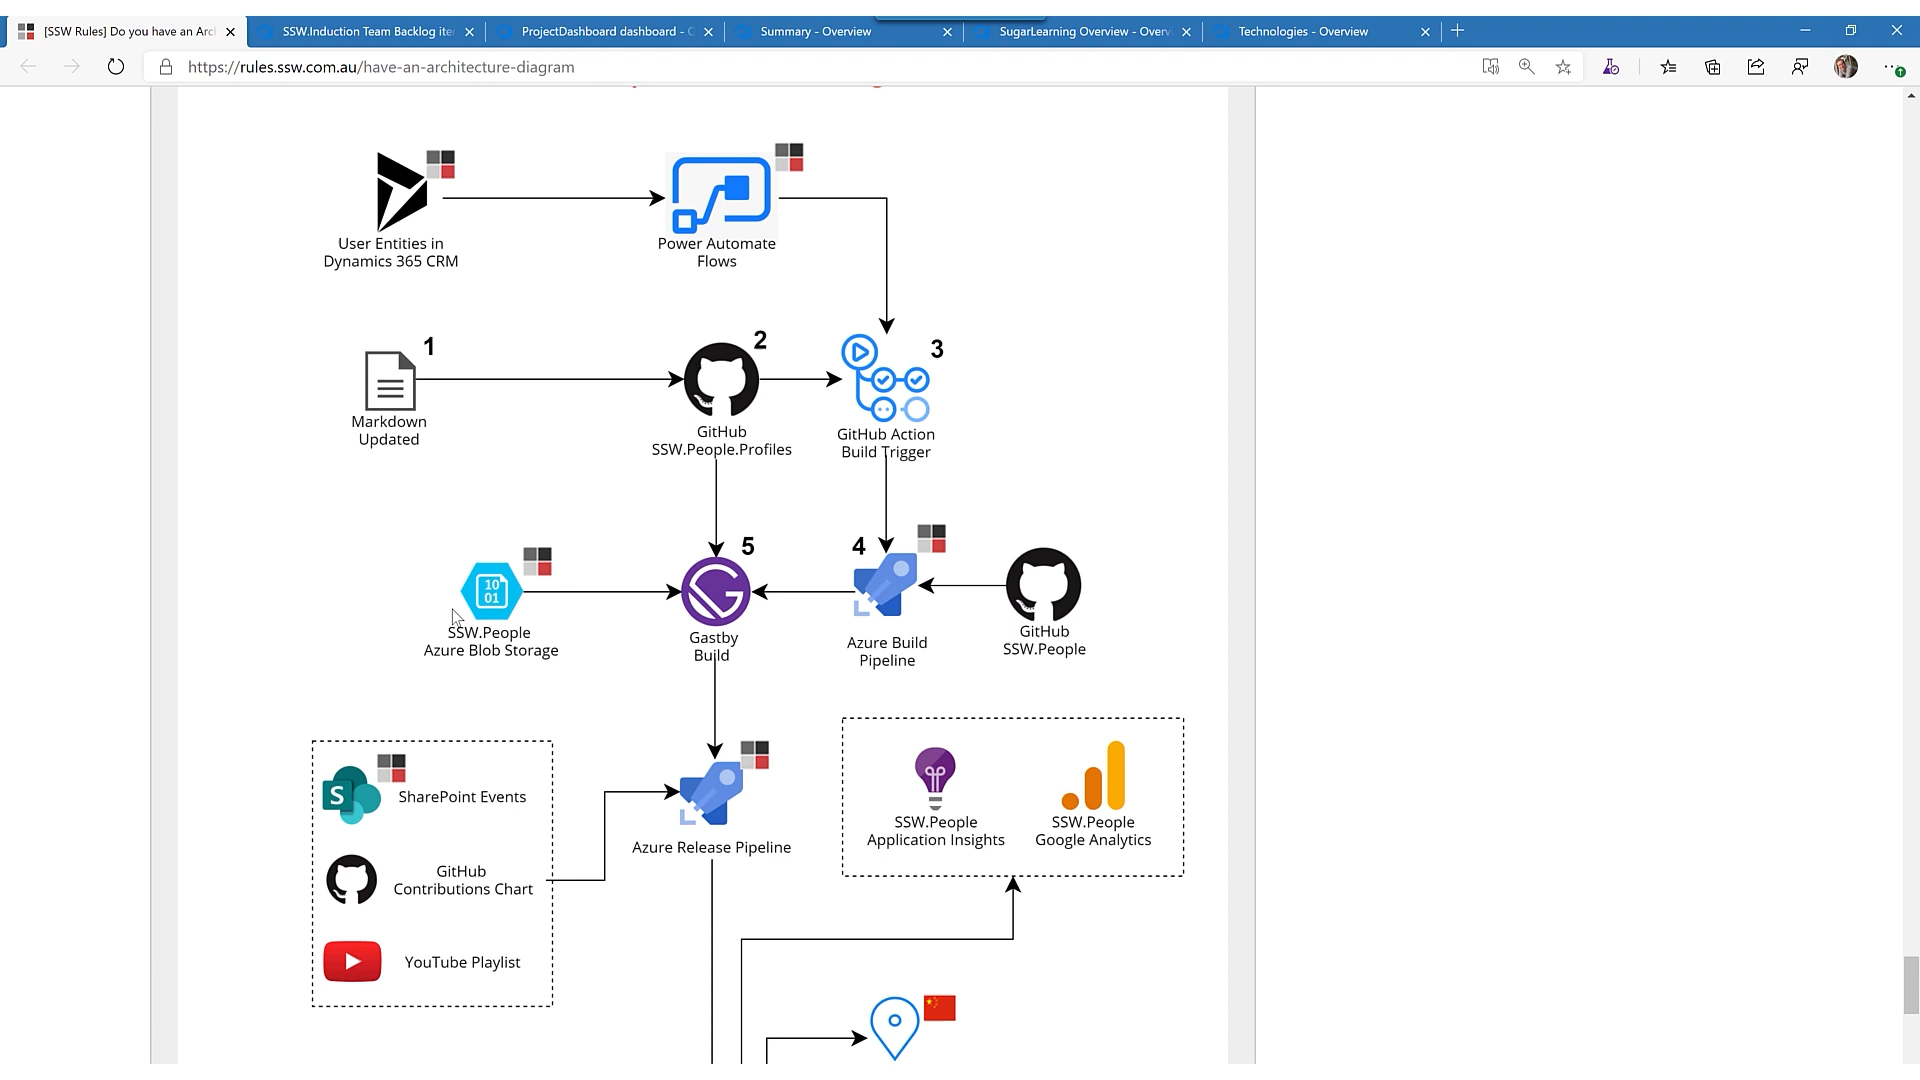 [SSW Rules] Do you have an Arc
SSW.Induction Team Backlog ite
ProjectDashboard dashboard -
Summary - Overview
SugarLearning Overview - Overv
Technologies - Overview
https://rules.ssw.com.au/have-an-architecture-diagram
User Entities in
Dynamics 365 CRM
Power Automate
Flows
1
2
3
Markdown
Updated
GitHub
SSW.People.Profiles
GitHub Action
Build Trigger
5
4
10
01
SSW.People
Azure Blob Storage
Gastby
Build
Azure Build
Pipeline
GitHub
SSW.People
S
SharePoint Events
GitHub
Contributions Chart
YouTube Playlist
Azure Release Pipeline
SSW.People
Application Insights
SSW.People
Google Analytics